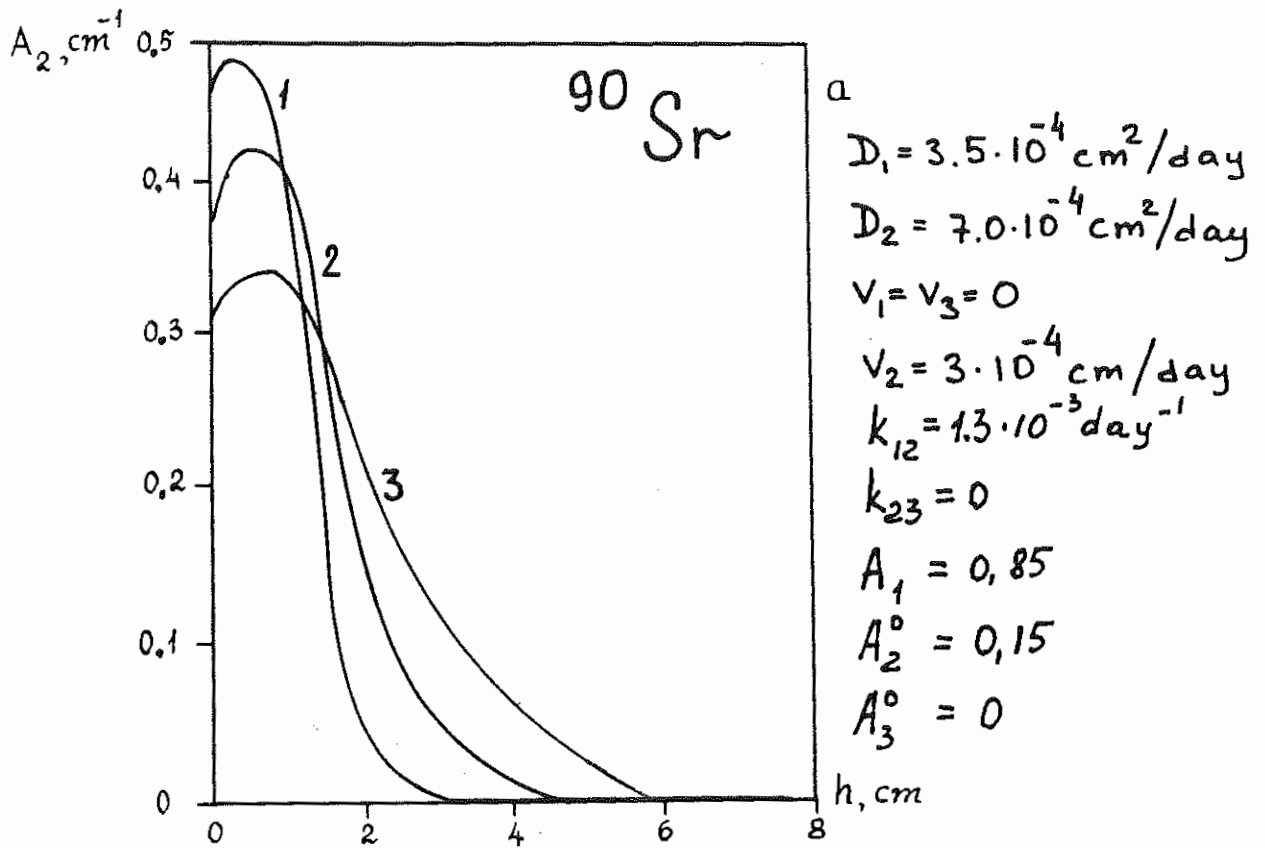 A₂, cm⁻¹
0,5
0,4
0,3
0,2
0,1
0
0 2 4 6 8
h, cm
⁹⁰Sr
1
2
3
a
D₁ = 3.5·10⁻⁴ cm²/day
D₂ = 7.0·10⁻⁴ cm²/day
V₁ = V₃ = 0
V₂ = 3·10⁻⁴ cm/day
k₁₂ = 1.3·10⁻³ day⁻¹
k₂₃ = 0
A₁ = 0,85
A₂⁰ = 0,15
A₃⁰ = 0